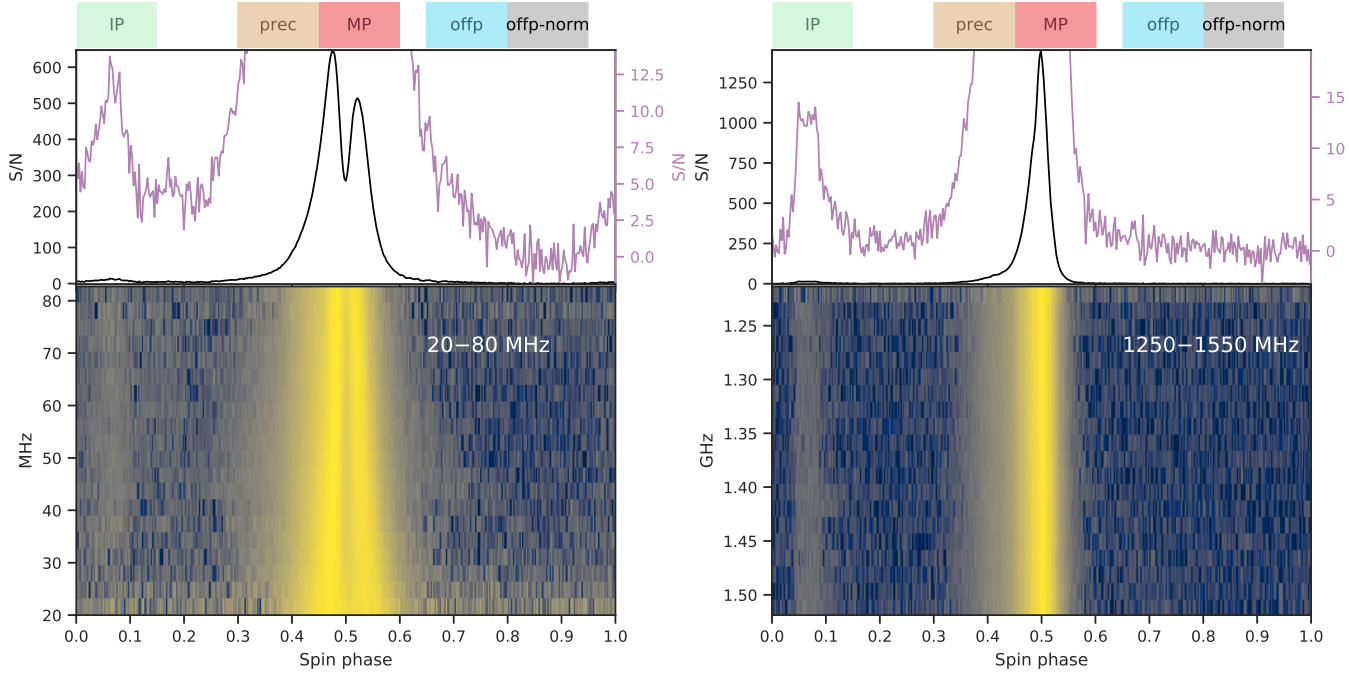 IP prec MP offp offp-norm
IP prec MP offp offp-norm
S/N
600
500
400
300
200
100
0
12.5
10.0
7.5
5.0
2.5
0.0
S/N
S/N
1250
1000
750
500
250
0
15
10
5
0
20−80 MHz
MHz
80
70
60
50
40
30
20
0.0 0.1 0.2 0.3 0.4 0.5 0.6 0.7 0.8 0.9 1.0
Spin phase
1250−1550 MHz
GHz
1.25
1.30
1.35
1.40
1.45
1.50
0.0 0.1 0.2 0.3 0.4 0.5 0.6 0.7 0.8 0.9 1.0
Spin phase